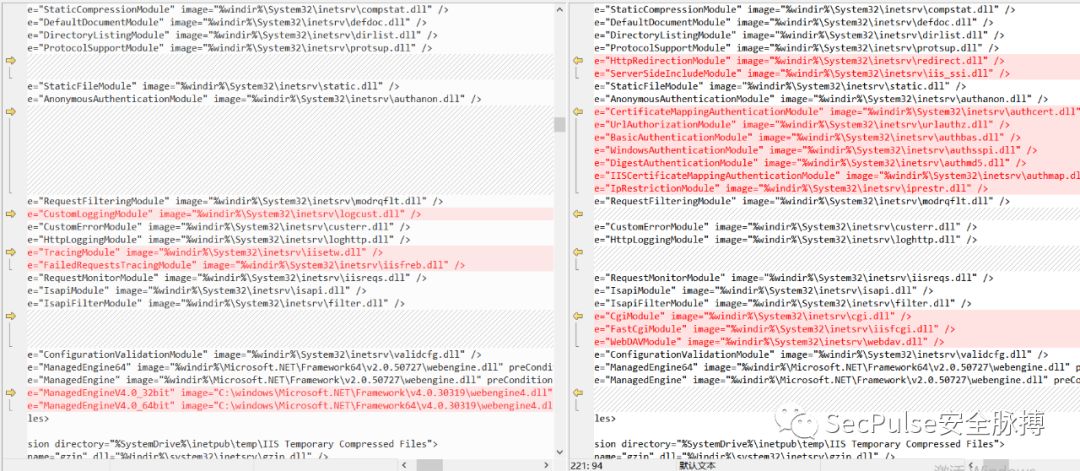 e="StaticCompressionModule" image="%windir%\System32\inetsrv\compstat.dll" />
e="DefaultDocumentModule" image="%windir%\System32\inetsrv\defdoc.dll" />
e="DirectoryListingModule" image="%windir%\System32\inetsrv\dirlist.dll" />
e="ProtocolSupportModule" image="%windir%\System32\inetsrv\protsup.dll" />
e="StaticFileModule" image="%windir%\System32\inetsrv\static.dll" />
e="AnonymousAuthenticationModule" image="%windir%\System32\inetsrv\authanon.dll" />
e="RequestFilteringModule" image="%windir%\System32\inetsrv\modrqflt.dll" />
e="CustomLoggingModule" image="%windir%\System32\inetsrv\logcust.dll" />
e="CustomErrorModule" image="%windir%\System32\inetsrv\custerr.dll" />
e="HttpLoggingModule" image="%windir%\System32\inetsrv\loghttp.dll" />
e="TracingModule" image="%windir%\System32\inetsrv\iisetw.dll" />
e="FailedRequestsTracingModule" image="%windir%\System32\inetsrv\iisfreb.dll" />
e="RequestMonitorModule" image="%windir%\System32\inetsrv\iisreqs.dll" />
e="IsapiModule" image="%windir%\System32\inetsrv\isapi.dll" />
e="IsapiFilterModule" image="%windir%\System32\inetsrv\filter.dll" />
e="ConfigurationValidationModule" image="%windir%\System32\inetsrv\validcfg.dll" />
e="ManagedEngine64" image="%windir%\Microsoft.NET\Framework64\v2.0.50727\webengine.dll" preCon
e="ManagedEngine" image="%windir%\Microsoft.NET\Framework\v2.0.50727\webengine.dll" preCondition
e="ManagedEngineV4.0_32bit" image="C:\windows\Microsoft.NET\Framework\v4.0.30319\webengine4.dll"
e="ManagedEngineV4.0_64bit" image="C:\windows\Microsoft.NET\Framework64\v4.0.30319\webengine4.dl
les>
sion directory="%SystemDrive%\inetpub\temp\IIS Temporary Compressed Files">
name="gzip" dll="%Windir%\system32\inetsrv\gzip.dll" />
e="StaticCompressionModule" image="%windir%\System32\inetsrv\compstat.dll" />
e="DefaultDocumentModule" image="%windir%\System32\inetsrv\defdoc.dll" />
e="DirectoryListingModule" image="%windir%\System32\inetsrv\dirlist.dll" />
e="ProtocolSupportModule" image="%windir%\System32\inetsrv\protsup.dll" />
e="HttpRedirectionModule" image="%windir%\System32\inetsrv\redirect.dll" />
e="ServerSideIncludeModule" image="%windir%\System32\inetsrv\iis_ssi.dll" />
e="StaticFileModule" image="%windir%\System32\inetsrv\static.dll" />
e="AnonymousAuthenticationModule" image="%windir%\System32\inetsrv\authanon.dll" />
e="CertificateMappingAuthenticationModule" image="%windir%\System32\inetsrv\authcert.dll"
e="UrlAuthorizationModule" image="%windir%\System32\inetsrv\urlauthz.dll" />
e="BasicAuthenticationModule" image="%windir%\System32\inetsrv\authbas.dll" />
e="WindowsAuthenticationModule" image="%windir%\System32\inetsrv\authsspi.dll" />
e="DigestAuthenticationModule" image="%windir%\System32\inetsrv\authmd5.dll" />
e="IISCertificateMappingAuthenticationModule" image="%windir%\System32\inetsrv\authmap.d
e="IpRestrictionModule" image="%windir%\System32\inetsrv\iprestr.dll" />
e="RequestFilteringModule" image="%windir%\System32\inetsrv\modrqflt.dll" />
e="CustomErrorModule" image="%windir%\System32\inetsrv\custerr.dll" />
e="HttpLoggingModule" image="%windir%\System32\inetsrv\loghttp.dll" />
e="RequestMonitorModule" image="%windir%\System32\inetsrv\iisreqs.dll" />
e="IsapiModule" image="%windir%\System32\inetsrv\isapi.dll" />
e="IsapiFilterModule" image="%windir%\System32\inetsrv\filter.dll" />
e="CgiModule" image="%windir%\System32\inetsrv\cgi.dll" />
e="FastCgiModule" image="%windir%\System32\inetsrv\iisfcgi.dll" />
e="WebDAVModule" image="%windir%\System32\inetsrv\webdav.dll" />
e="ConfigurationValidationModule" image="%windir%\System32\inetsrv\validcfg.dll" />
e="ManagedEngine64" image="%windir%\Microsoft.NET\Framework64\v2.0.50727\webengine.dll"
e="ManagedEngine" image="%windir%\Microsoft.NET\Framework\v2.0.50727\webengine.dll" preC
les>
SecPulse安全脉搏
sion directory="%SystemDrive%\inetpub\temp\IIS Temporary Compressed Files">
name="gzip" dll="%Windir%\system32\inetsrv\gzip.dll" />
221: 94
默认文本
激活 Windows